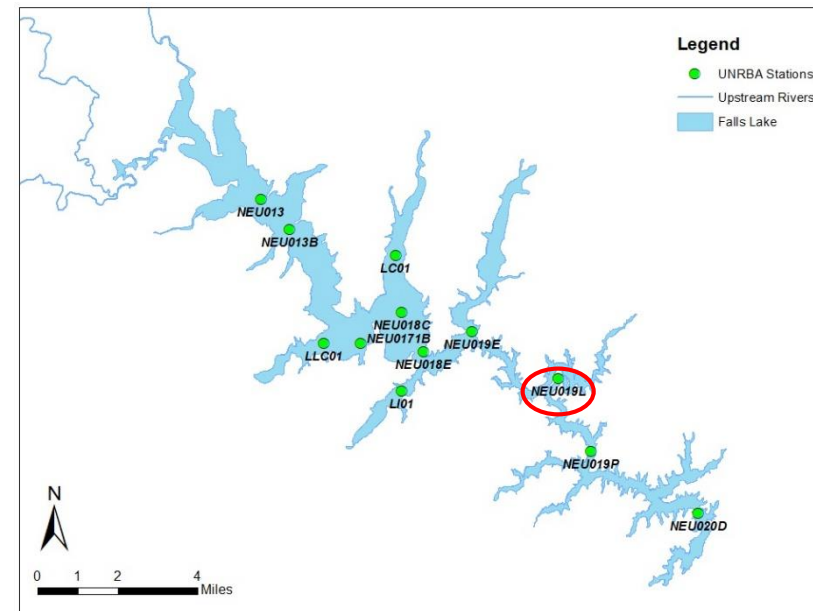 Legend
UNRBA Stations
Upstream Rivers
Falls Lake
NEU013
NEU013B
LC01
NEU018C
NEU0171B
NEU019E
LLC01
NEU018E
LI01
NEU019L
NEU019P
NEU020D
N
0 1 2 4
Miles